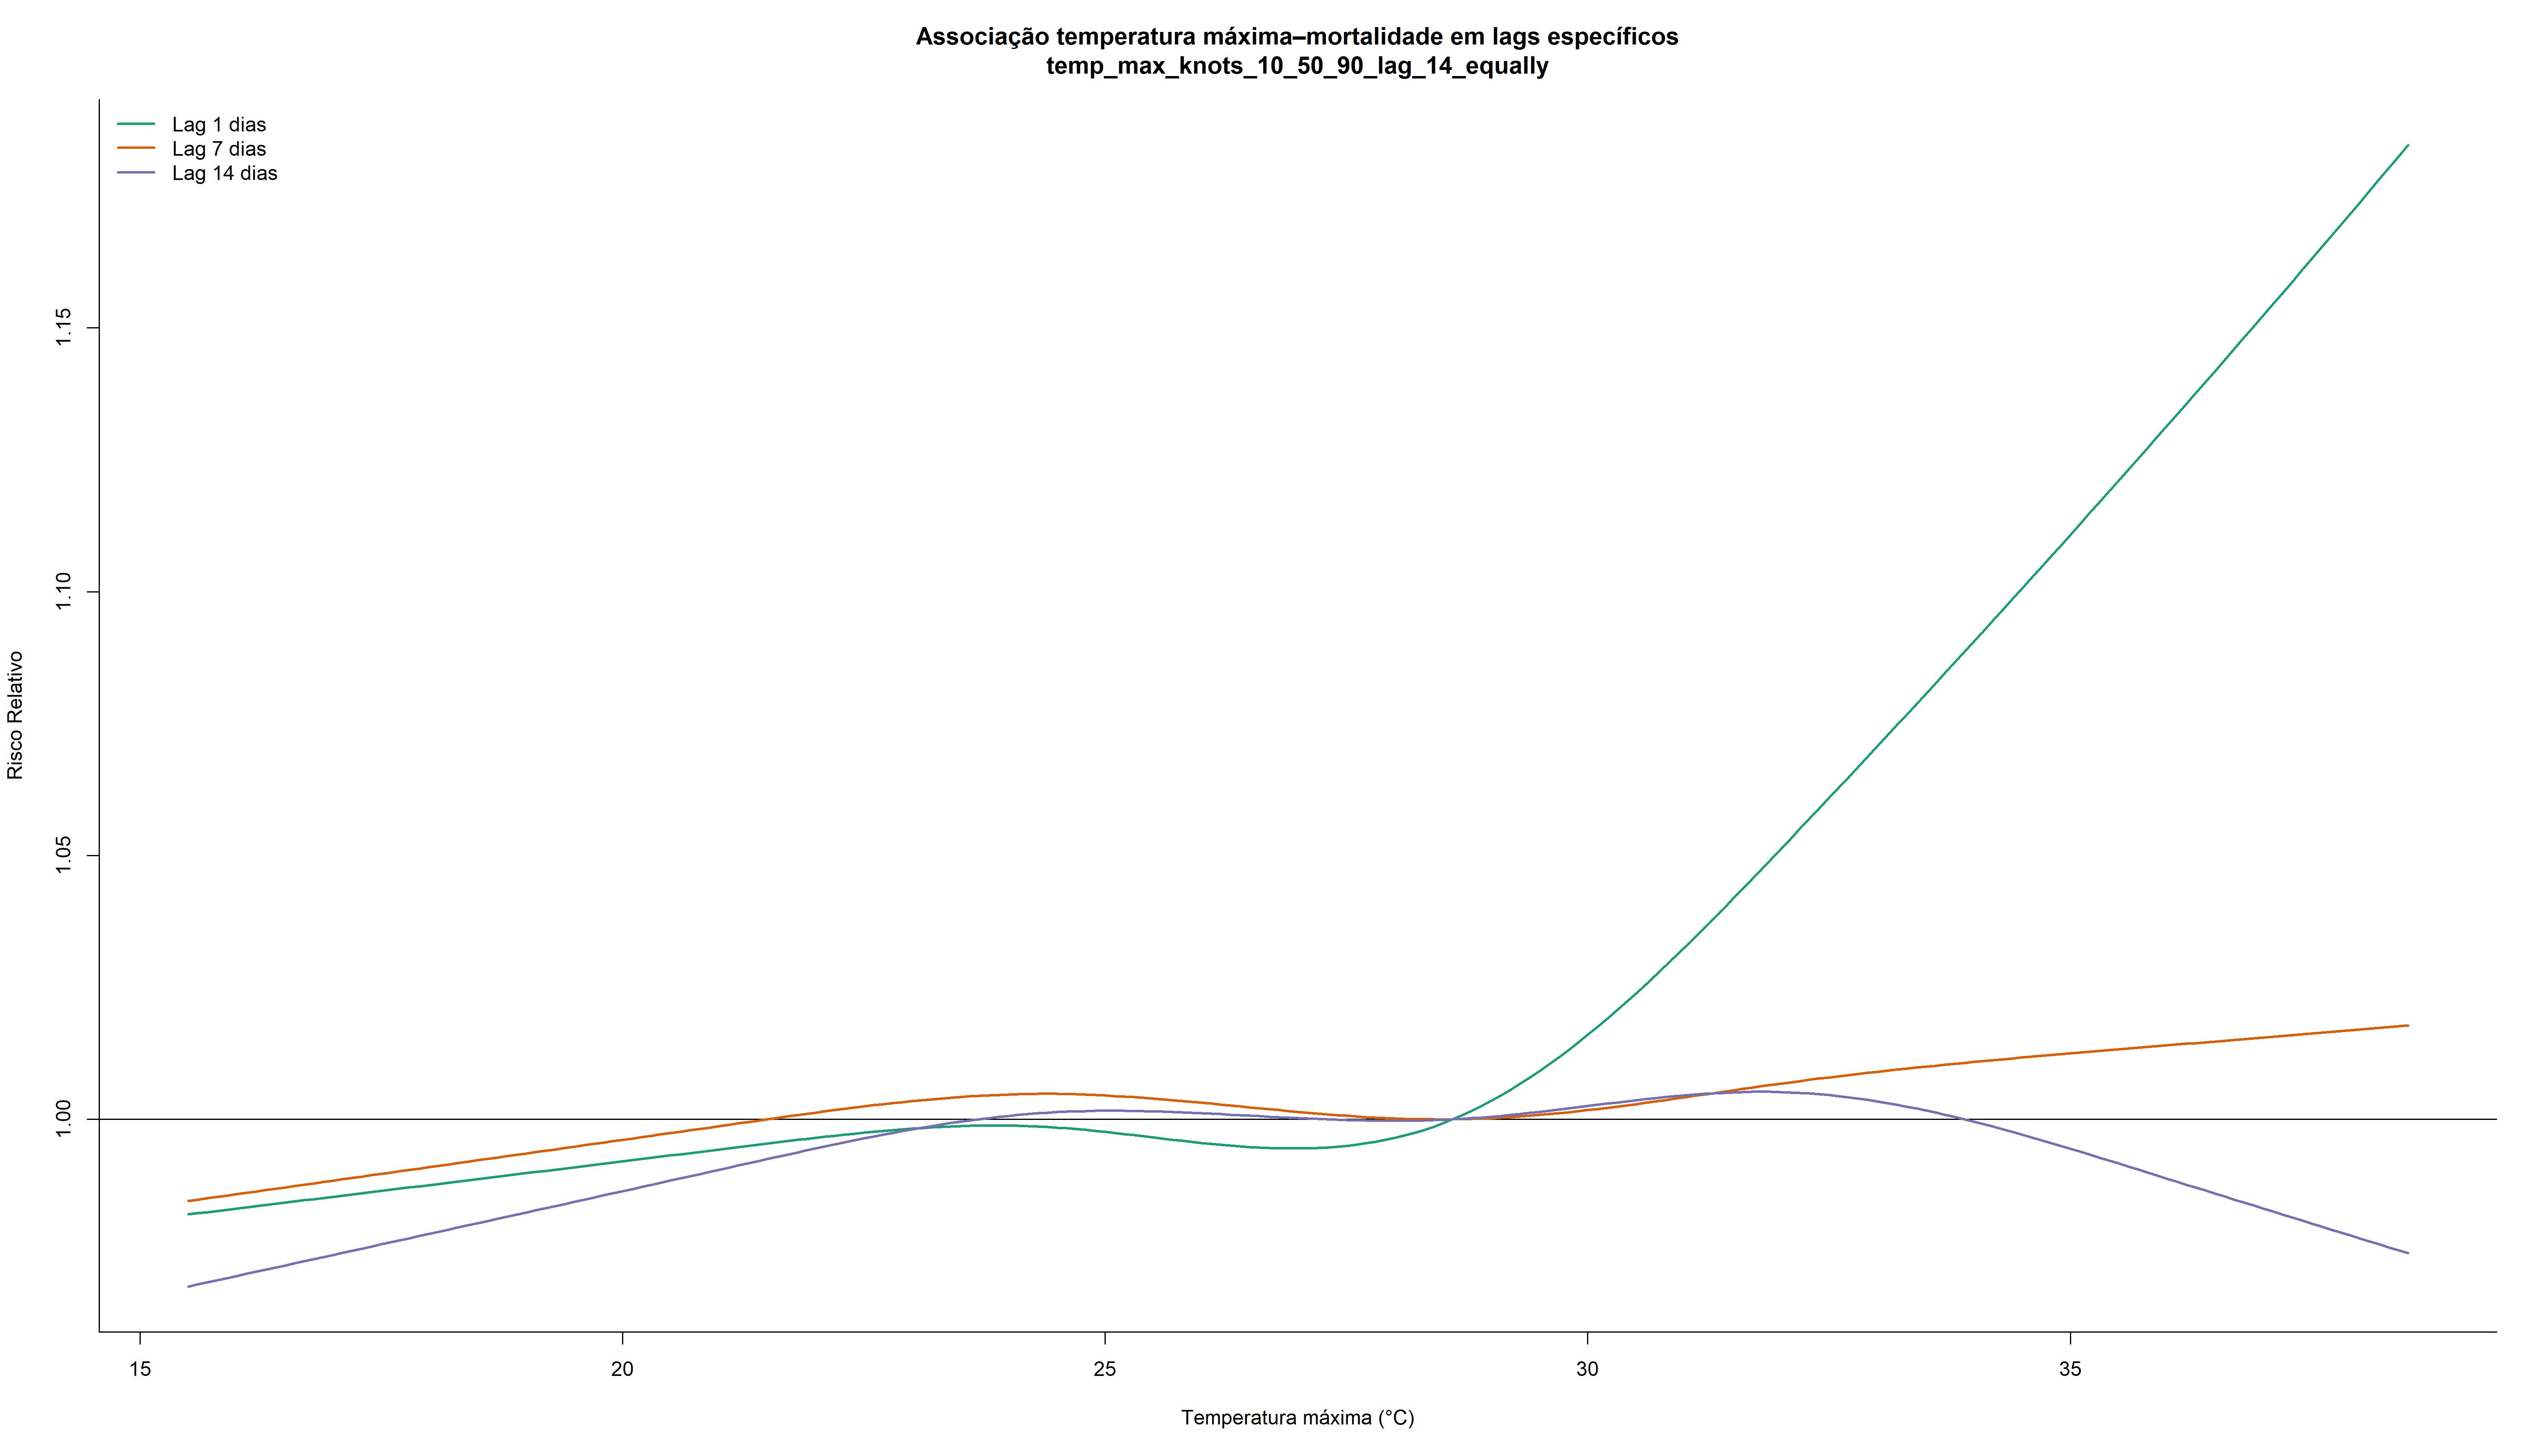 Associação temperatura máxima–mortalidade em lags específicos
temp_max_knots_10_50_90_lag_14_equally
Lag 1 dias
Lag 7 dias
Lag 14 dias
1.15
1.10
1.05
1.00
Risco Relativo
15 20 25 30 35
Temperatura máxima (°C)